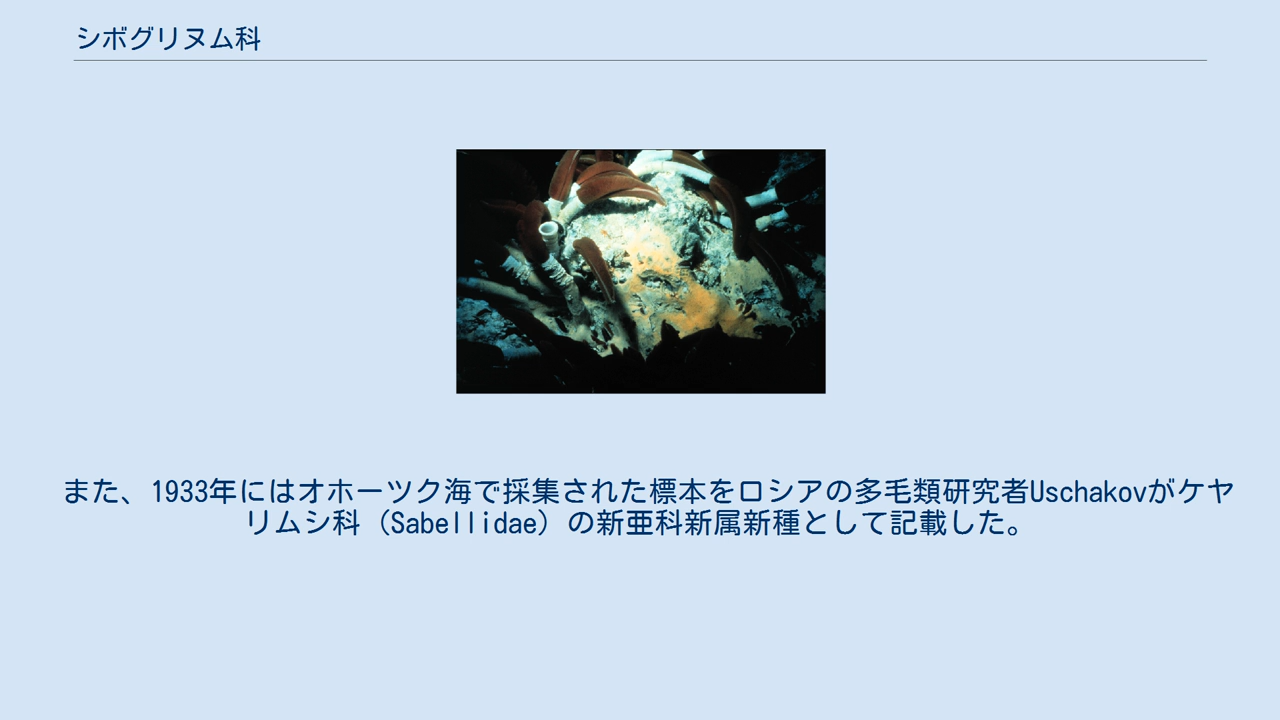 シボグリヌム科
また、1933年にはオホーツク海で採集された標本をロシアの多毛類研究者Uschakovがケヤ
リムシ科（Sabellidae）の新亜科新属新種として記載した。